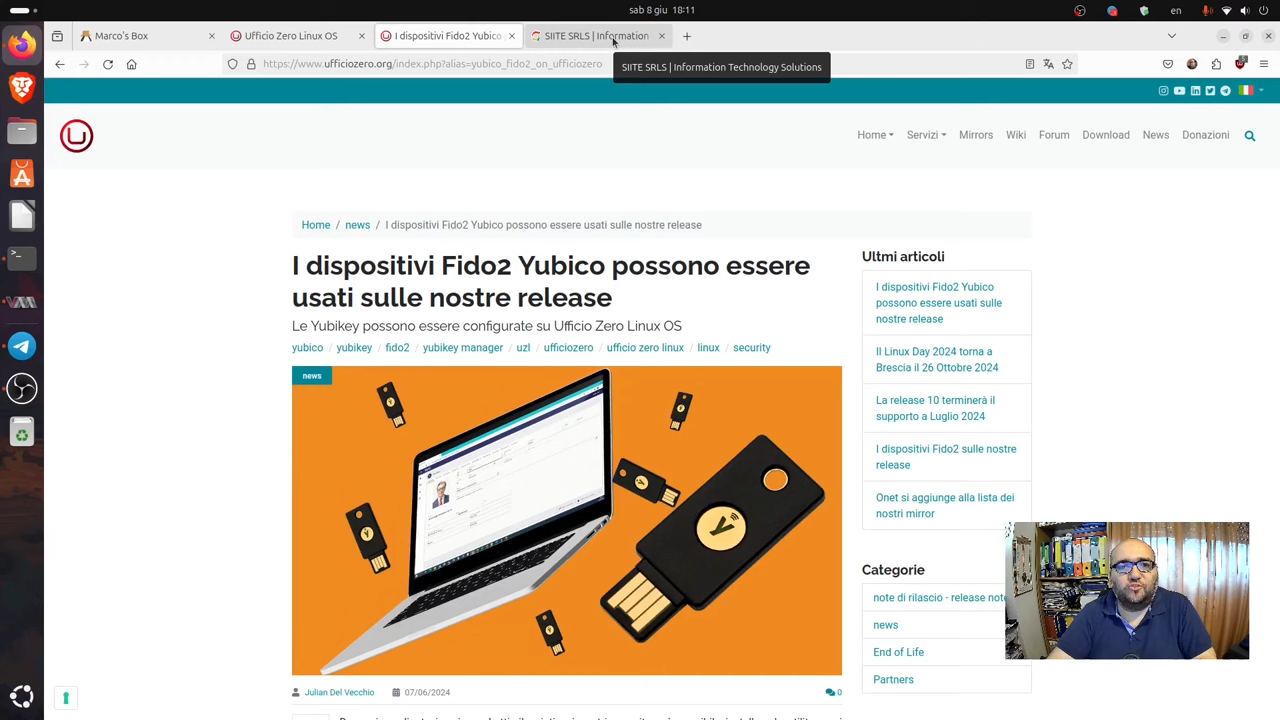 sab 8 giu 18:11
en
Marco's Box
Ufficio Zero Linux OS
I dispositivi Fido2 Yubico
SIITE SRLS | Information
https://www.ufficiozero.org/index.php?alias=yubico_fido2_on_ufficiozero
SIITE SRLS | Information Technology Solutions
Home
Servizi
Mirrors
Wiki
Forum
Download
News
Donazioni
Home / news / I dispositivi Fido2 Yubico possono essere usati sulle nostre release
I dispositivi Fido2 Yubico possono essere
usati sulle nostre release
Le Yubikey possono essere configurate su Ufficio Zero Linux OS
yubico / yubikey / fido2 / yubikey manager / uzl / ufficiozero / ufficio zero linux / linux / security
news
Julian Del Vecchio
07/06/2024
0
Ultmi articoli
I dispositivi Fido2 Yubico
possono essere usati sulle
nostre release
Il Linux Day 2024 torna a
Brescia il 26 Ottobre 2024
La release 10 terminerà il
supporto a Luglio 2024
I dispositivi Fido2 sulle nostre
release
Onet si aggiunge alla lista dei
nostri mirror
Categorie
note di rilascio - release note
news
End of Life
Partners